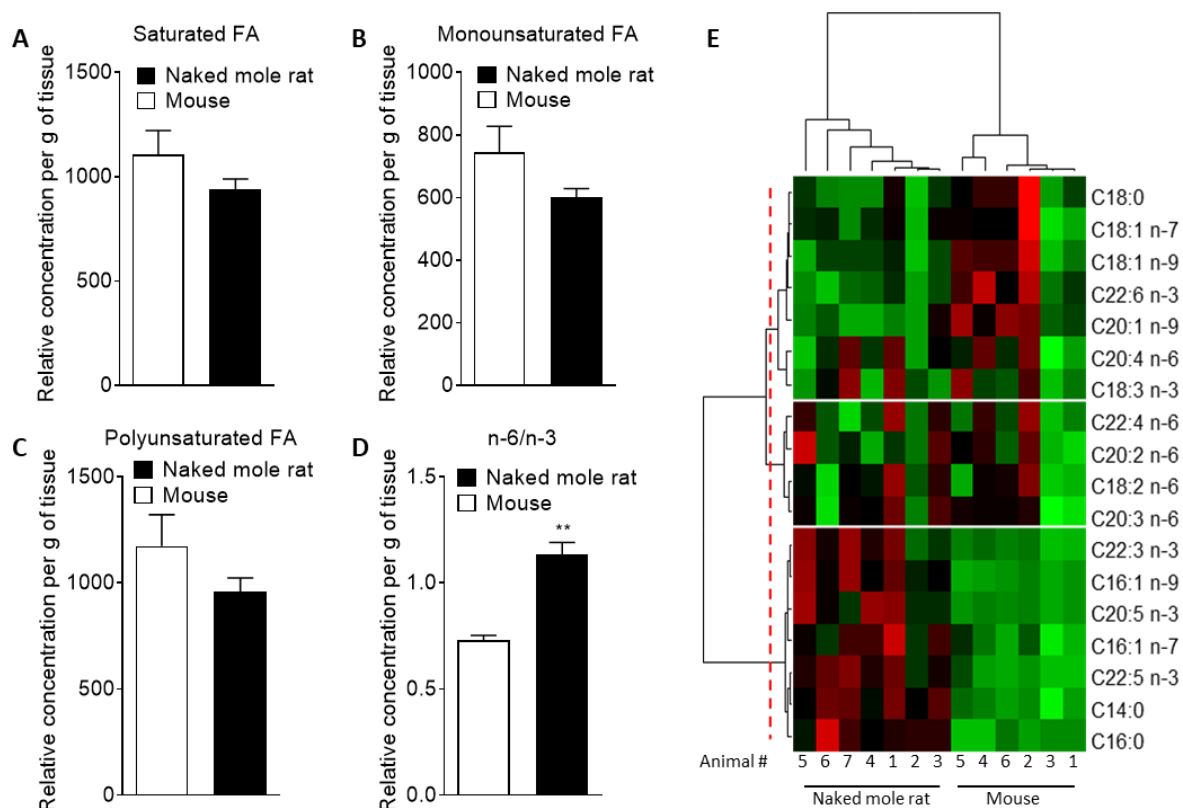 A
Saturated FA
Relative concentration per g of tissue
1500
1000
500
0
Naked mole rat
Mouse
B
Monounsaturated FA
Relative concentration per g of tissue
1000
800
600
400
200
0
Naked mole rat
Mouse
C
Polyunsaturated FA
Relative concentration per g of tissue
1500
1000
500
0
Naked mole rat
Mouse
D
n-6/n-3
Relative concentration per g of tissue
1.5
1.0
0.5
0.0
Naked mole rat
Mouse
**
E
C18:0
C18:1 n-7
C18:1 n-9
C22:6 n-3
C20:1 n-9
C20:4 n-6
C18:3 n-3
C22:4 n-6
C20:2 n-6
C18:2 n-6
C20:3 n-6
C22:3 n-3
C16:1 n-9
C20:5 n-3
C16:1 n-7
C22:5 n-3
C14:0
C16:0
Animal # 5 6 7 4 1 2 3 5 4 6 2 3 1
Naked mole rat Mouse